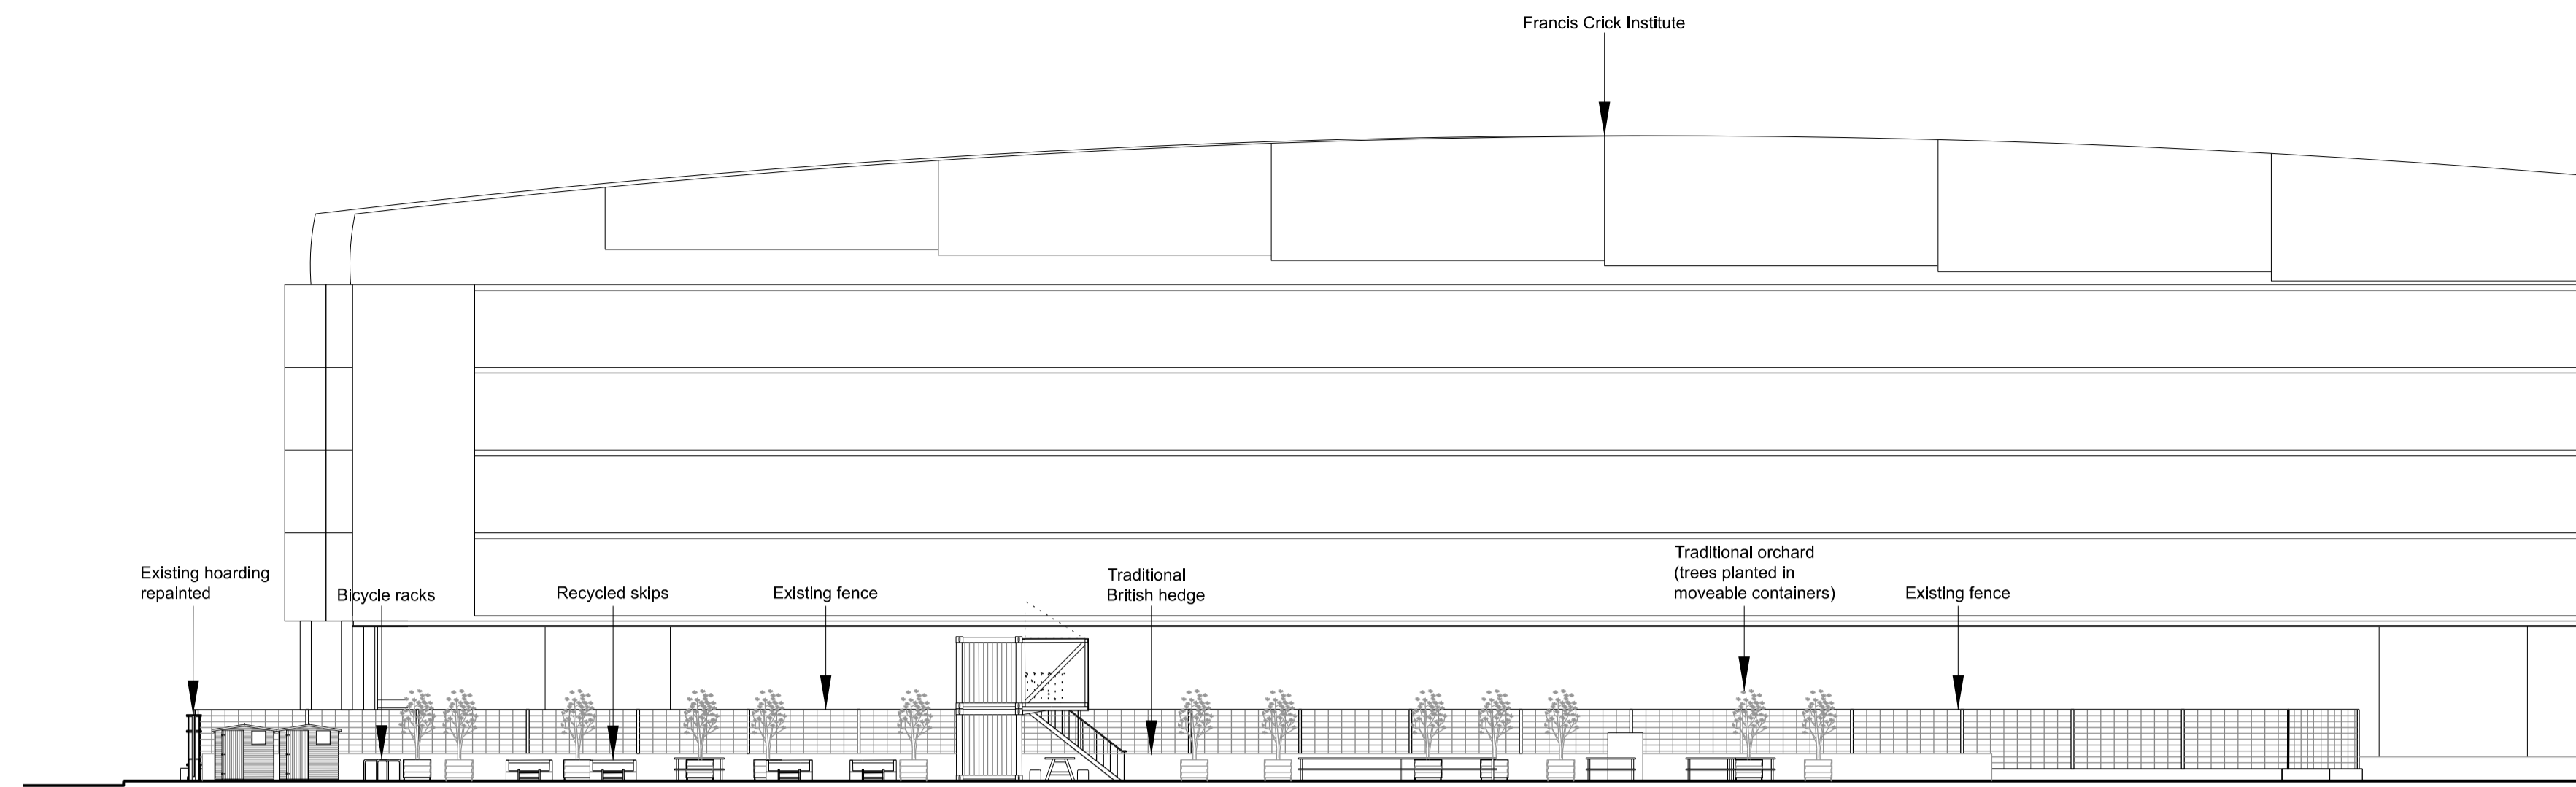 Francis Crick Institute
Existing hoarding
repainted
Bicycle racks
Recycled skips
Existing fence
Traditional
British hedge
Traditional orchard
(trees planted in
moveable containers)
Existing fence